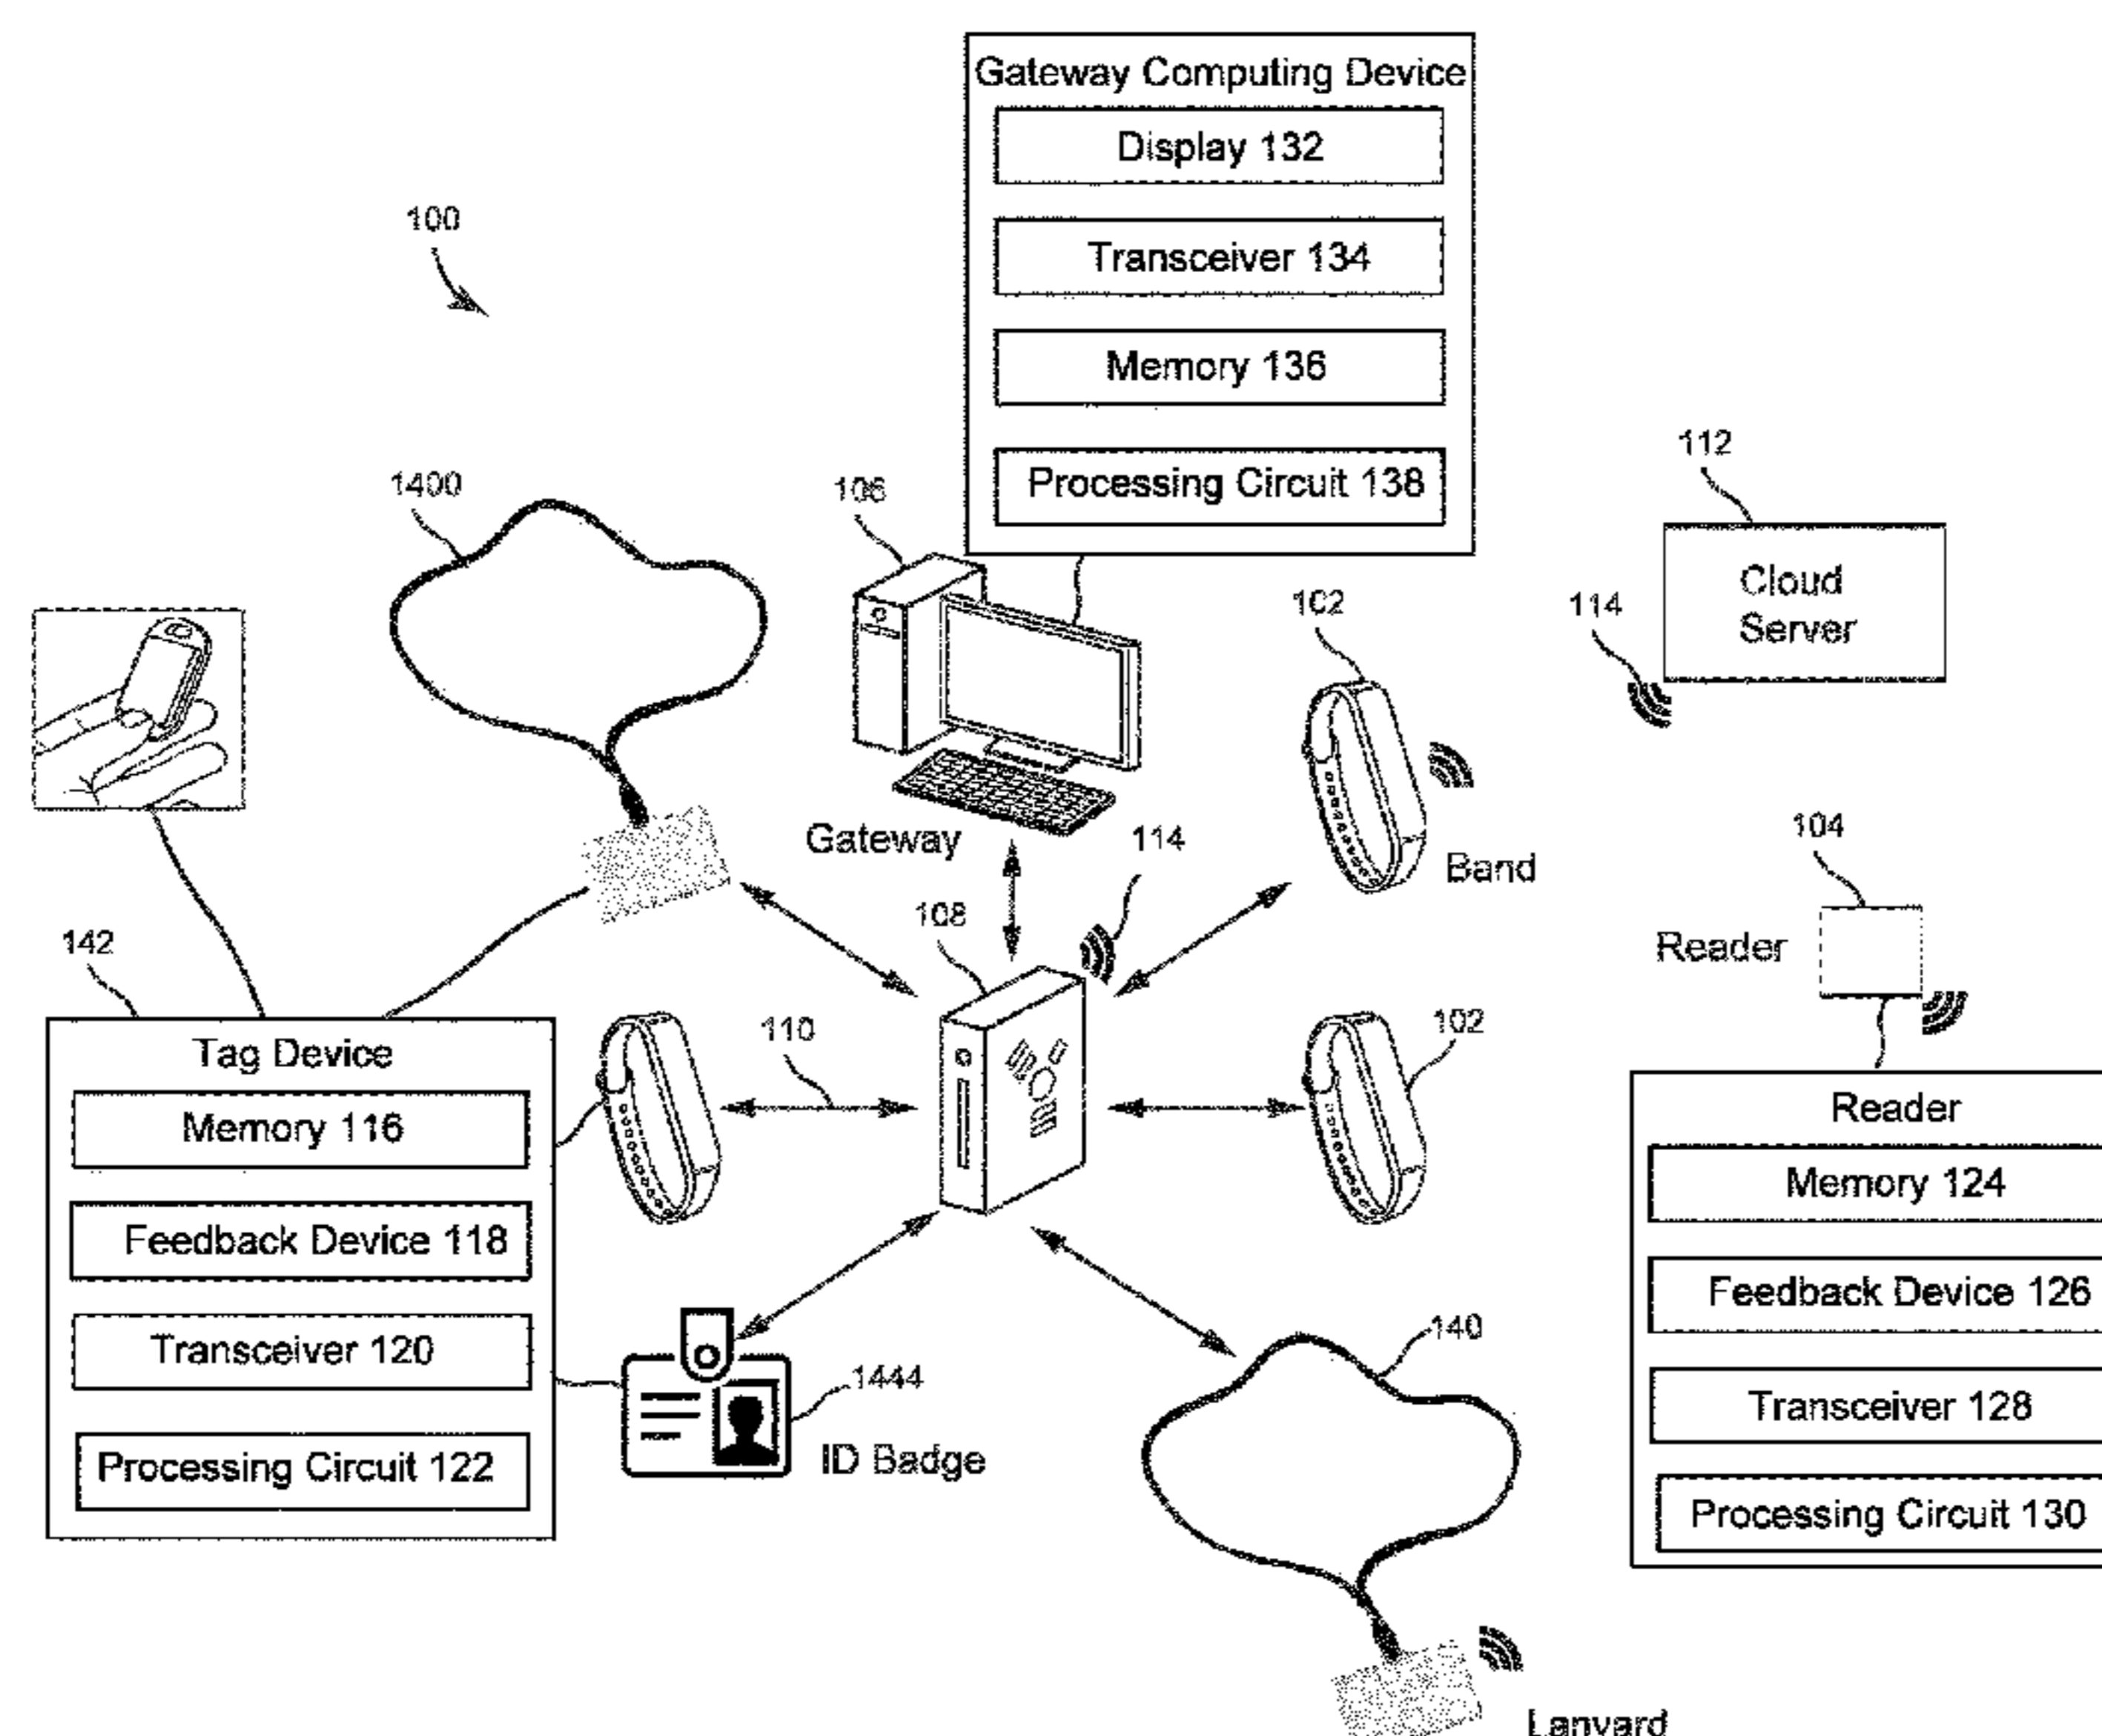 Gateway Computing Device
Display 132
Transceiver 134
Memory 136
Processing Circuit 138
100
1400
106
112
Cloud
Server
114
102
Gateway
114
Band
104
Reader
108
142
Tag Device
Memory 116
Feedback Device 118
Transceiver 120
Processing Circuit 122
110
102
Reader
Memory 124
Feedback Device 126
Transceiver 128
Processing Circuit 130
1444
ID Badge
140
Lanyard